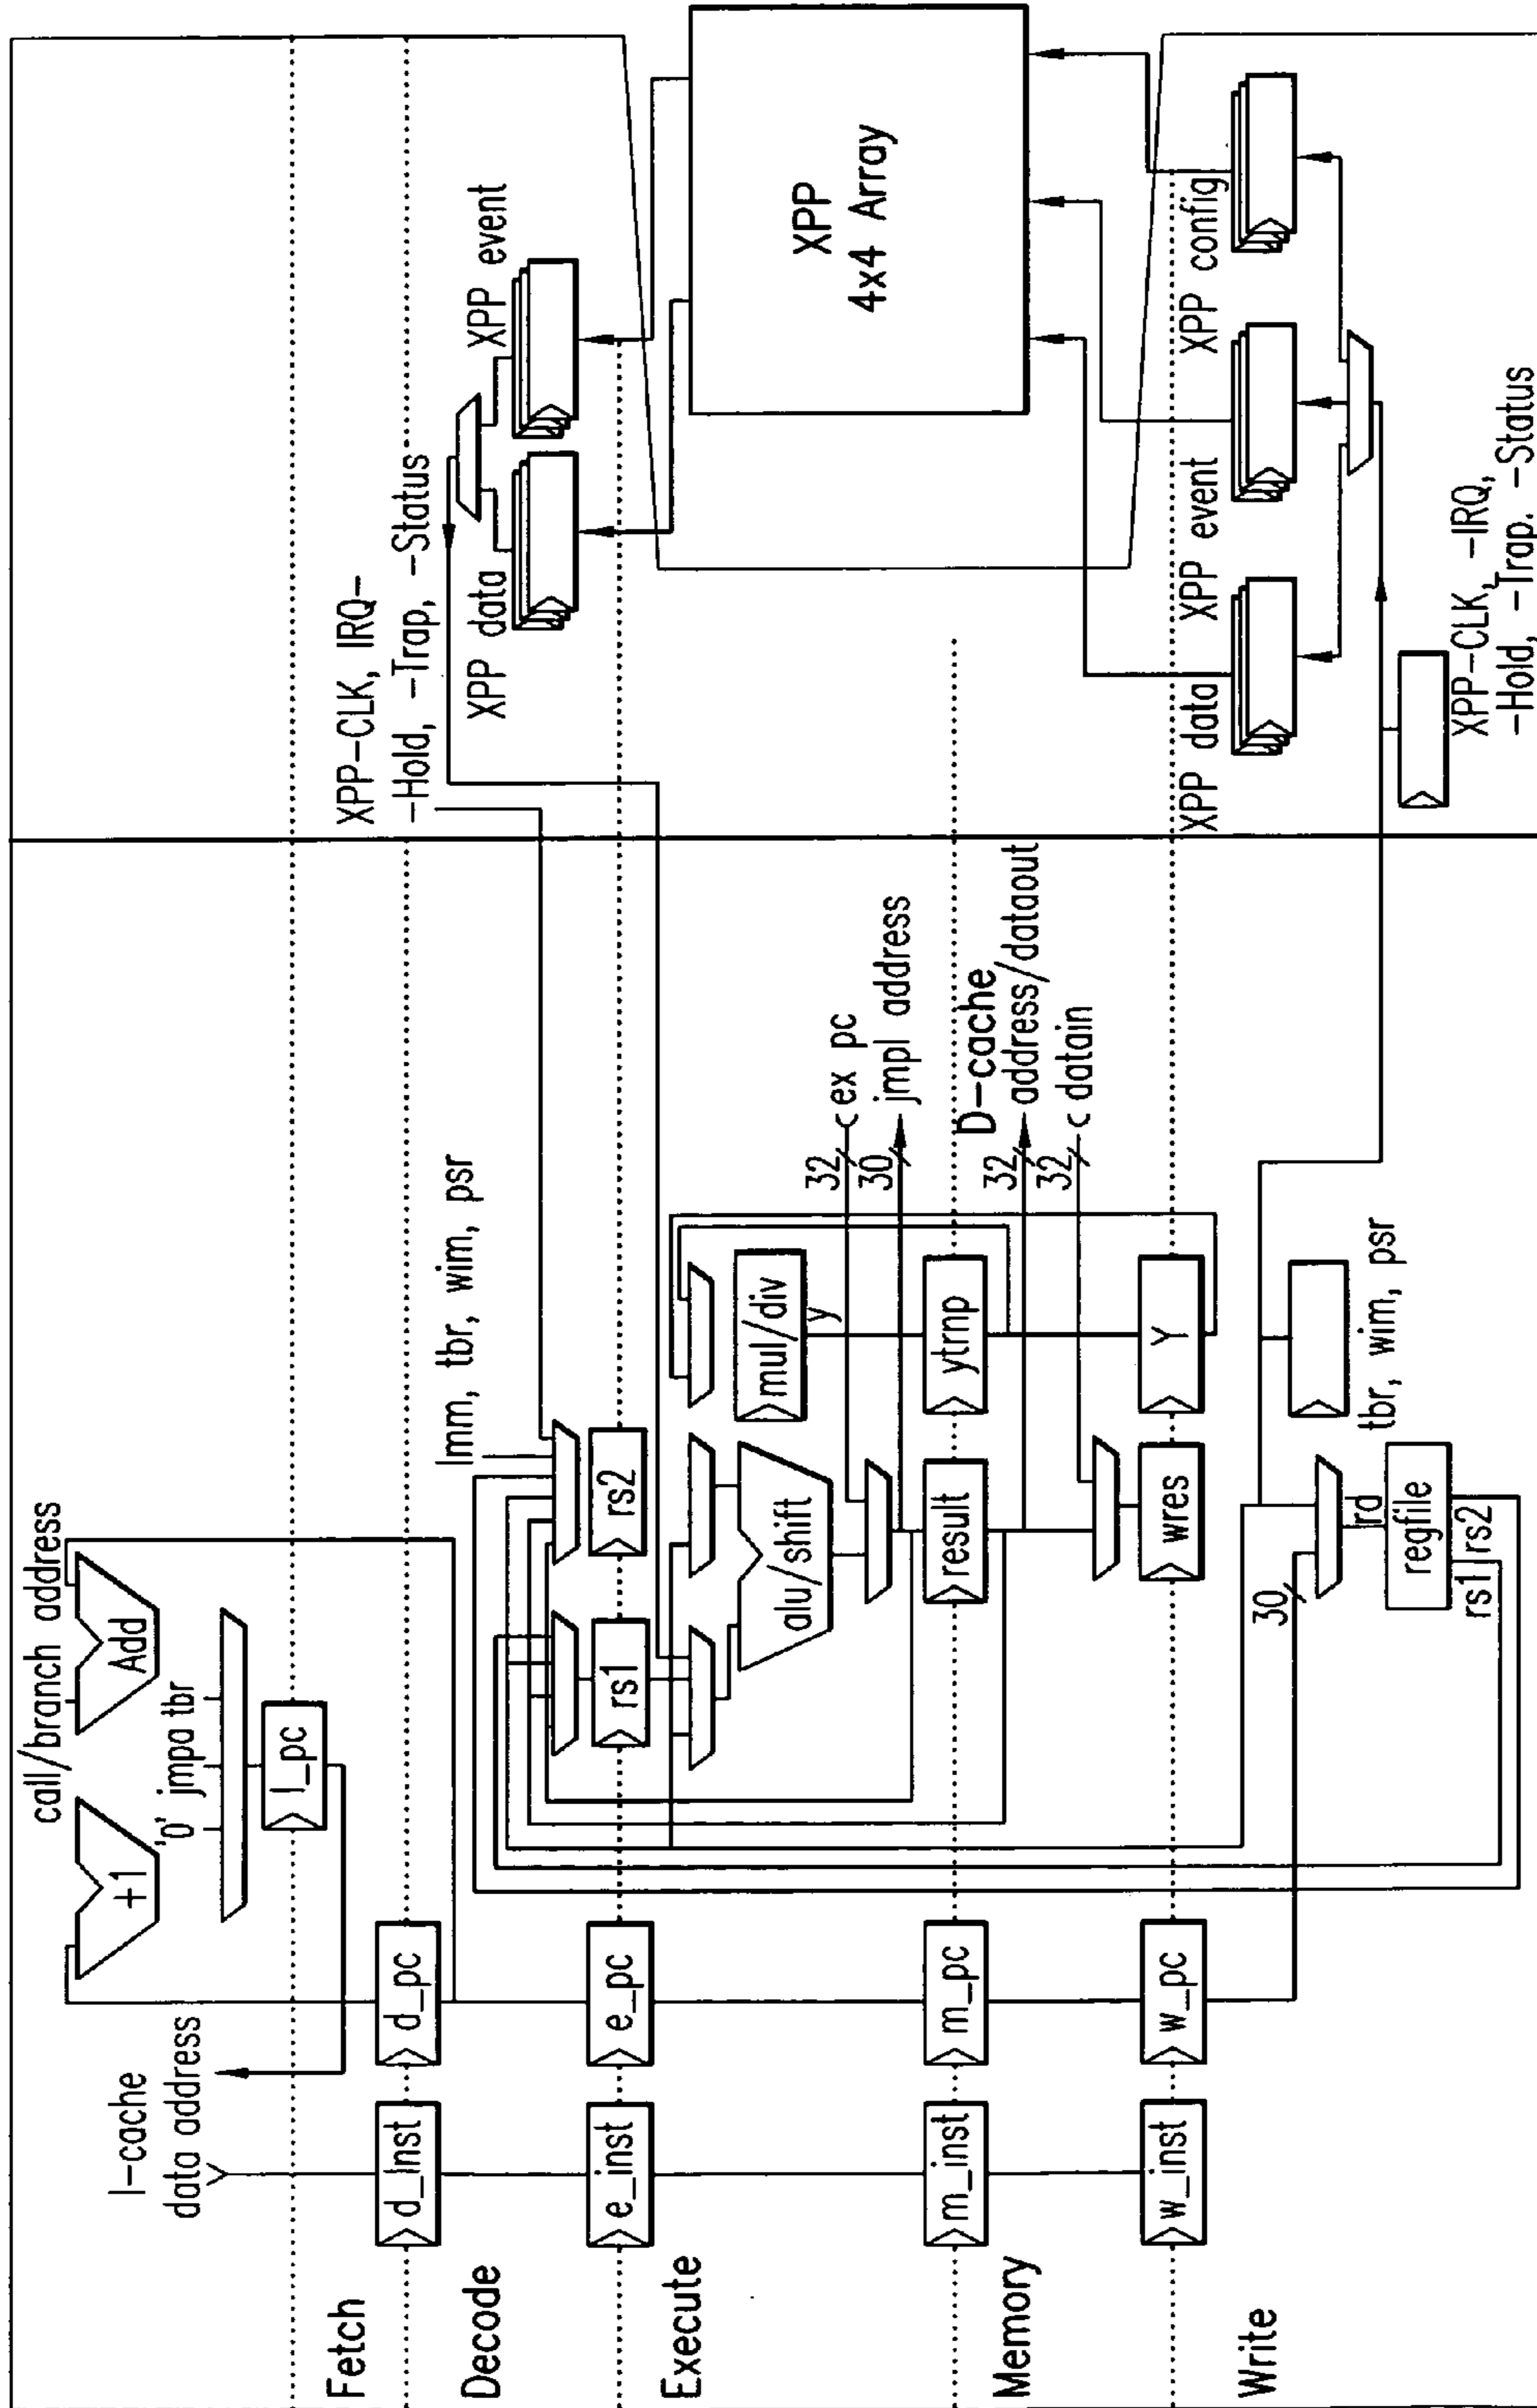 call/branch address
I-cache
data address
+1
Add
'0' jmpa tbr
I_pc
Fetch
d_inst
d_pc
Decode
Imm, tbr, wim, psr
rs1
rs2
e_inst
e_pc
Execute
alu/shift
mul/div
y
32
ex pc
30
jmpl address
m_inst
m_pc
result
ytrnp
Memory
D-cache
32
address/dataout
32
datain
w_inst
w_pc
wres
Y
Write
30
rd
regfile
rs1
rs2
tbr, wim, psr
XPP-CLK, IRQ-
-Hold, -Trap, -Status
XPP data
XPP event
XPP
4x4 Array
XPP data
XPP event
XPP config
XPP-CLK, -IRQ,
-Hold, -Trap. -Status